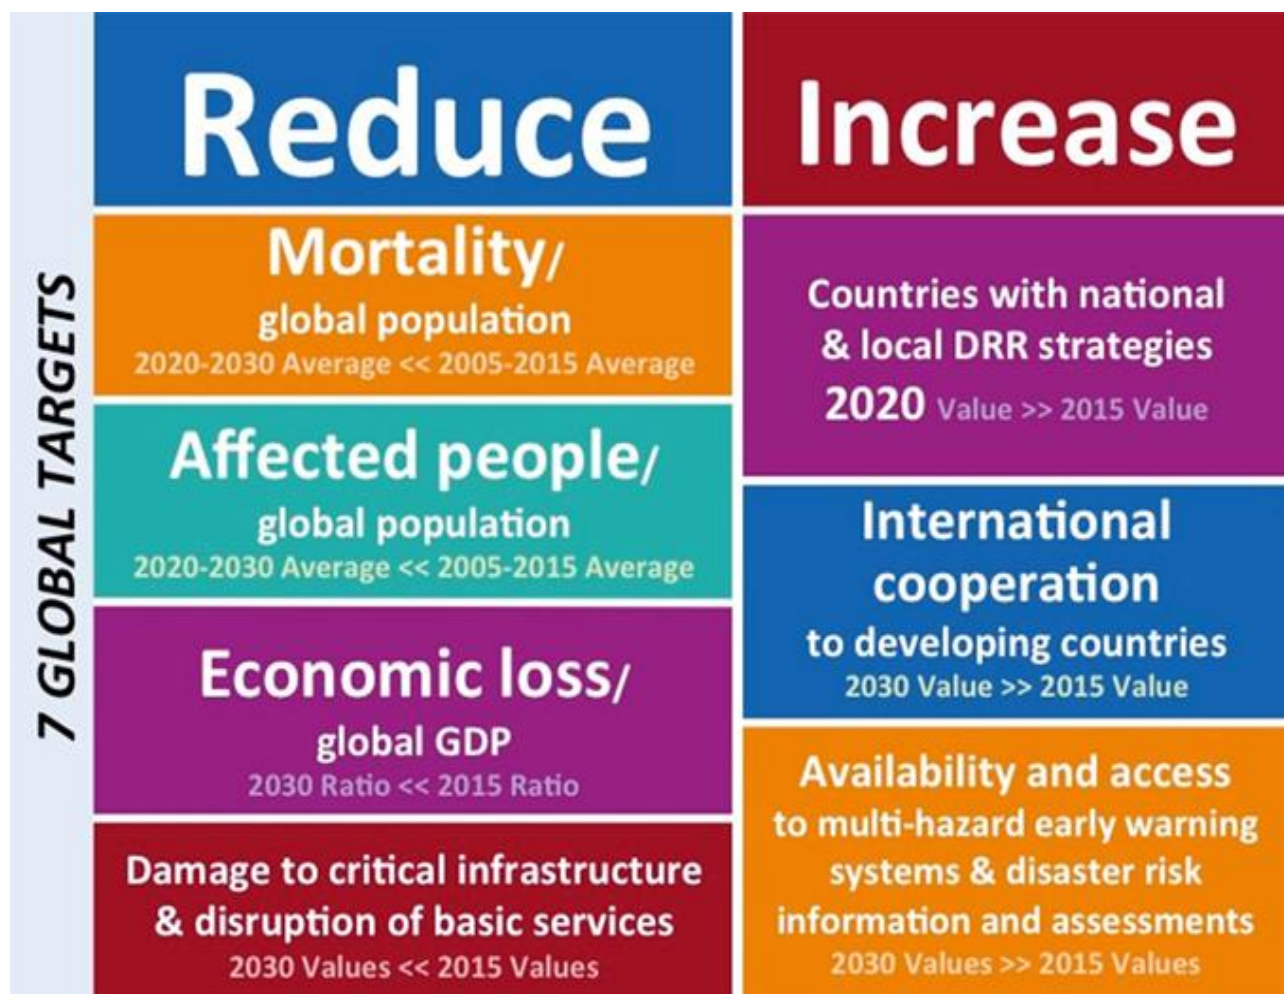 7 GLOBAL TARGETS
Reduce
Mortality/
global population
2020-2030 Average << 2005-2015 Average
Affected people/
global population
2020-2030 Average << 2005-2015 Average
Economic loss/
global GDP
2030 Ratio << 2015 Ratio
Damage to critical infrastructure
& disruption of basic services
2030 Values << 2015 Values
Increase
Countries with national
& local DRR strategies
2020 Value >> 2015 Value
International
cooperation
to developing countries
2030 Value >> 2015 Value
Availability and access
to multi-hazard early warning
systems & disaster risk
information and assessments
2030 Values >> 2015 Values